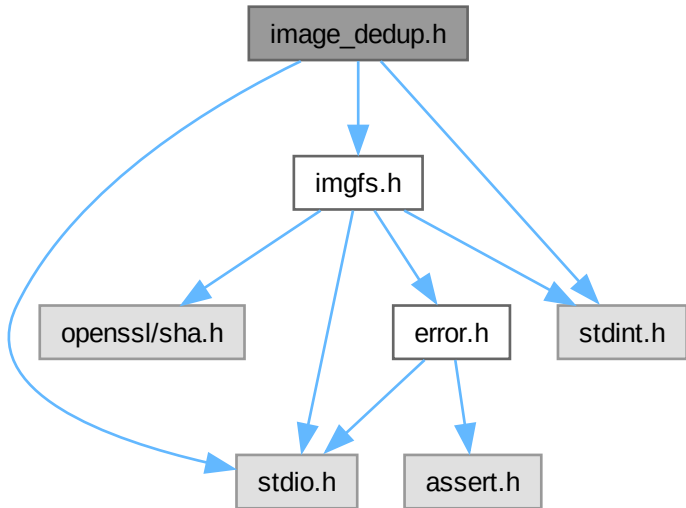 image_dedup.h
imgfs.h
openssl/sha.h
error.h
stdint.h
stdio.h
assert.h